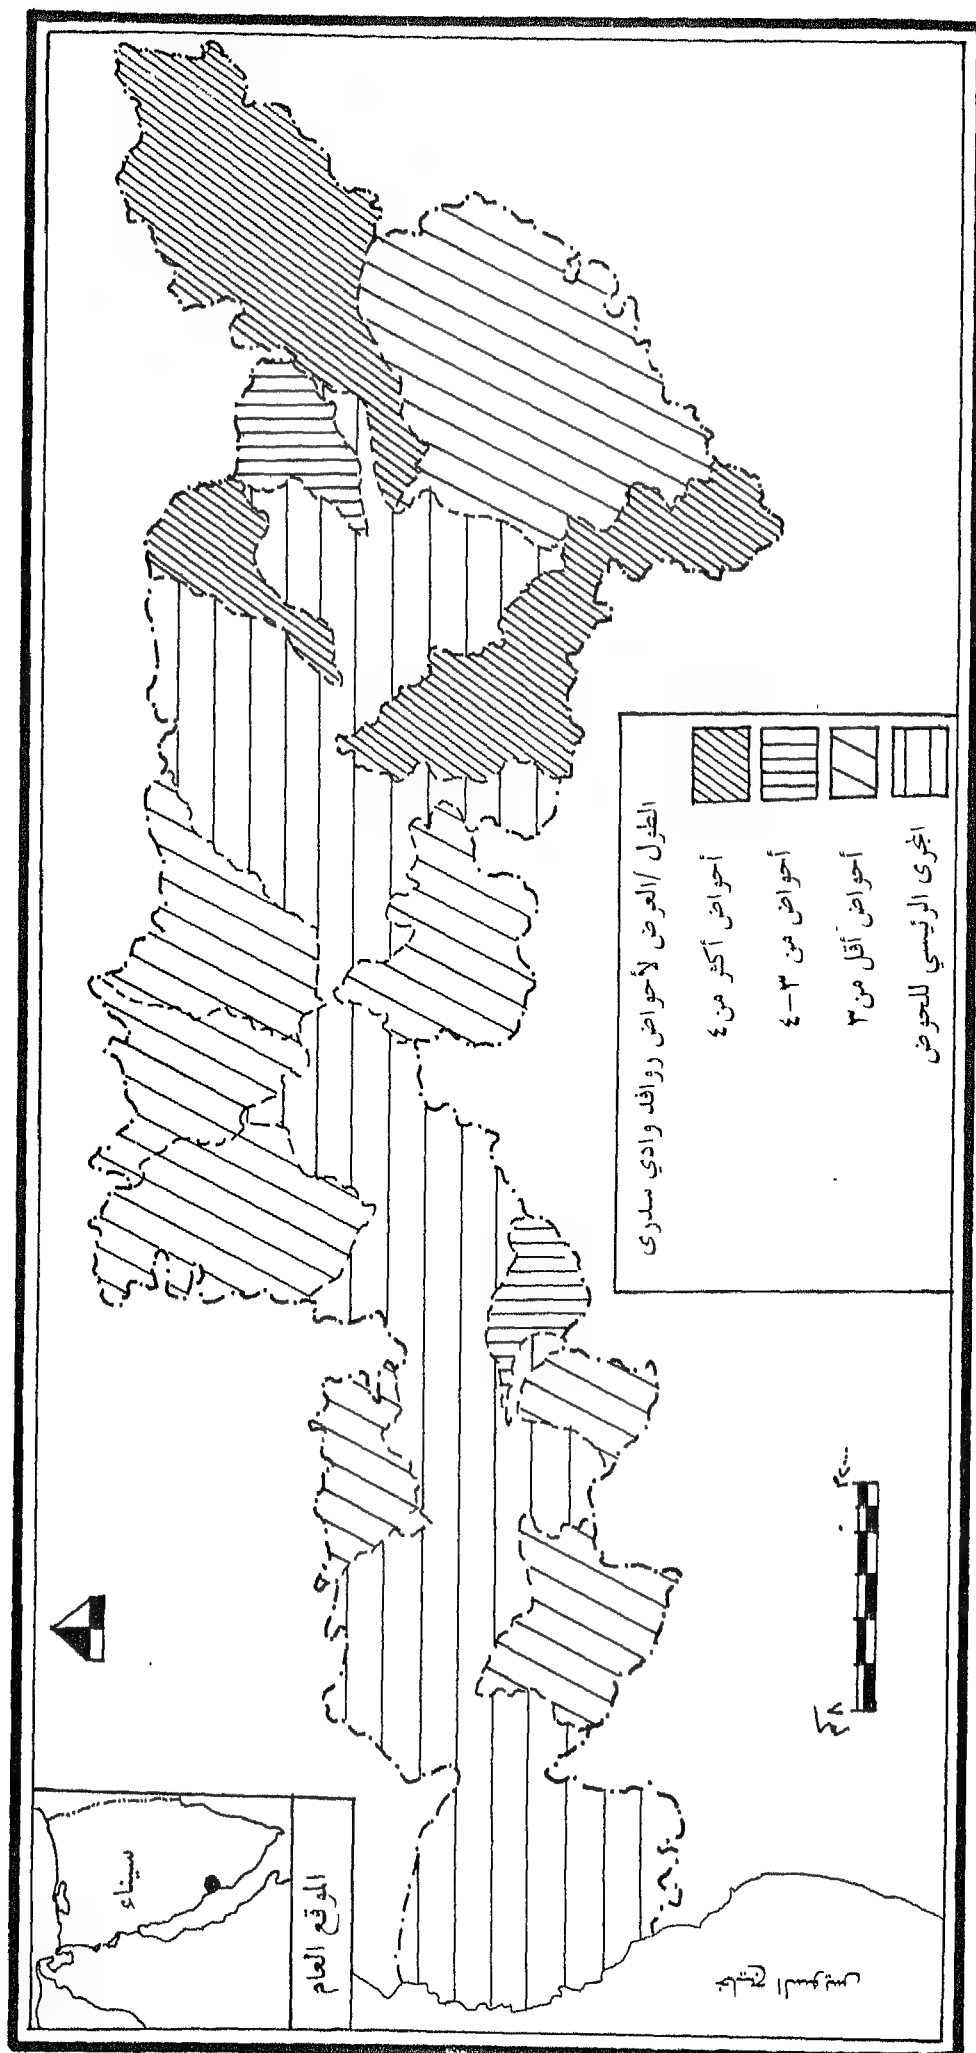 سيناء
الموقع العام
خليج السويس
الطول / العرض لأحواض روافد وادي سدرى
أحواض أكثر من ٤
أحواض من ٣-٤
أحواض أقل من ٣
المجرى الرئيسي للحوض